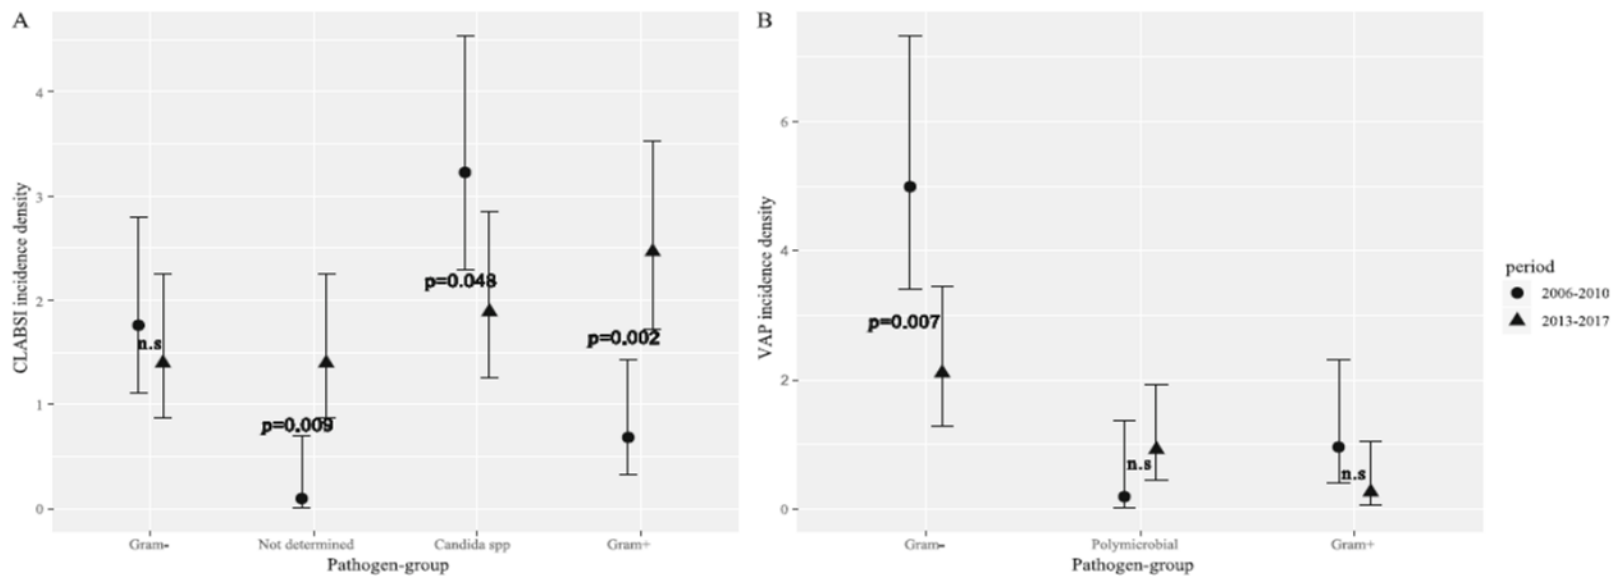 A
CLABSI incidence density
4
3
2
1
0
n.s
p=0.009
p=0.048
p=0.002
Gram-
Not determined
Candida spp
Gram+
Pathogen-group
B
VAP incidence density
6
4
2
0
p=0.007
n.s
n.s
Gram-
Polymicrobial
Gram+
Pathogen-group
period
2006-2010
2013-2017